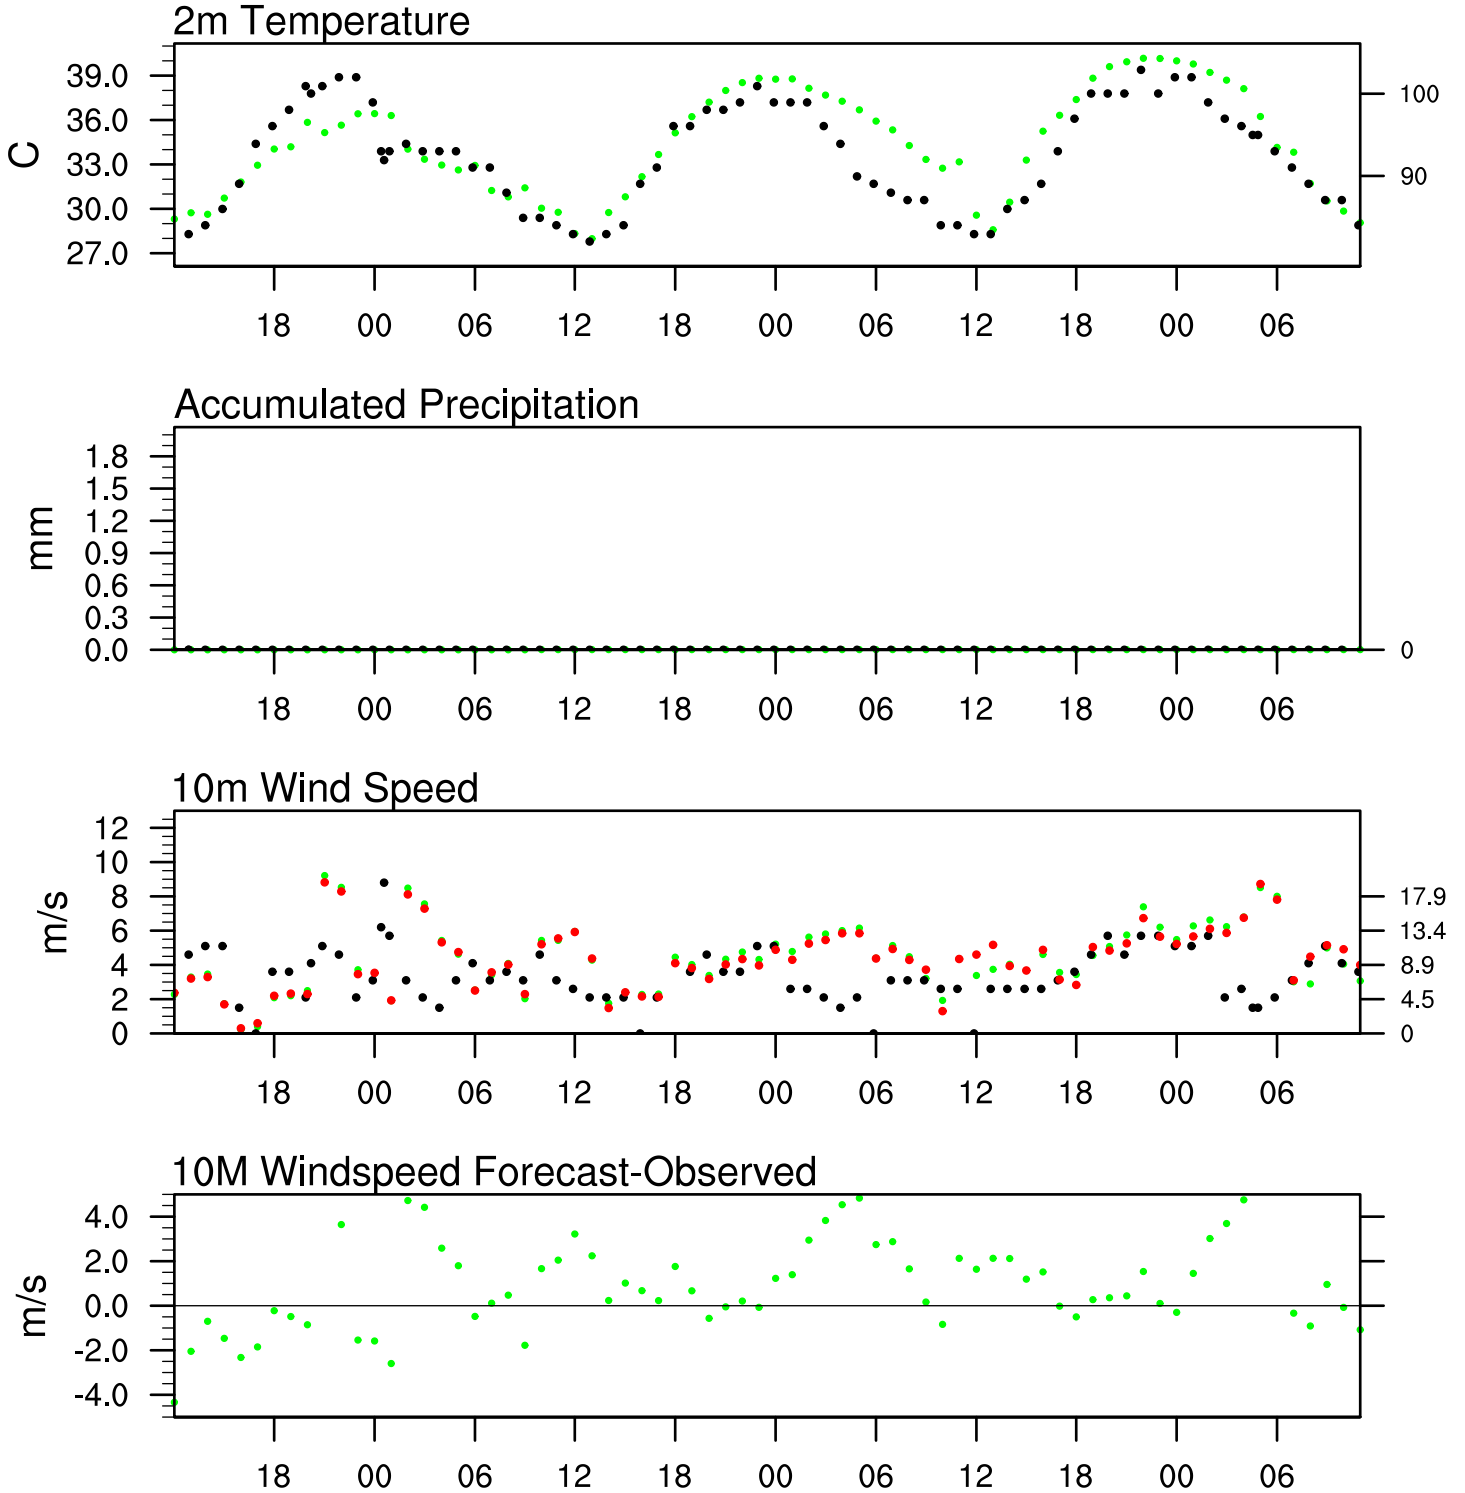 2m Temperature
39.0
36.0
33.0
30.0
27.0
C
100
90
18 00 06 12 18 00 06 12 18 00 06
Accumulated Precipitation
1.8
1.5
1.2
0.9
0.6
0.3
0.0
mm
0
18 00 06 12 18 00 06 12 18 00 06
10m Wind Speed
12
10
8
6
4
2
0
m/s
17.9
13.4
8.9
4.5
0
18 00 06 12 18 00 06 12 18 00 06
10M Windspeed Forecast-Observed
4.0
2.0
0.0
-2.0
-4.0
m/s
18 00 06 12 18 00 06 12 18 00 06